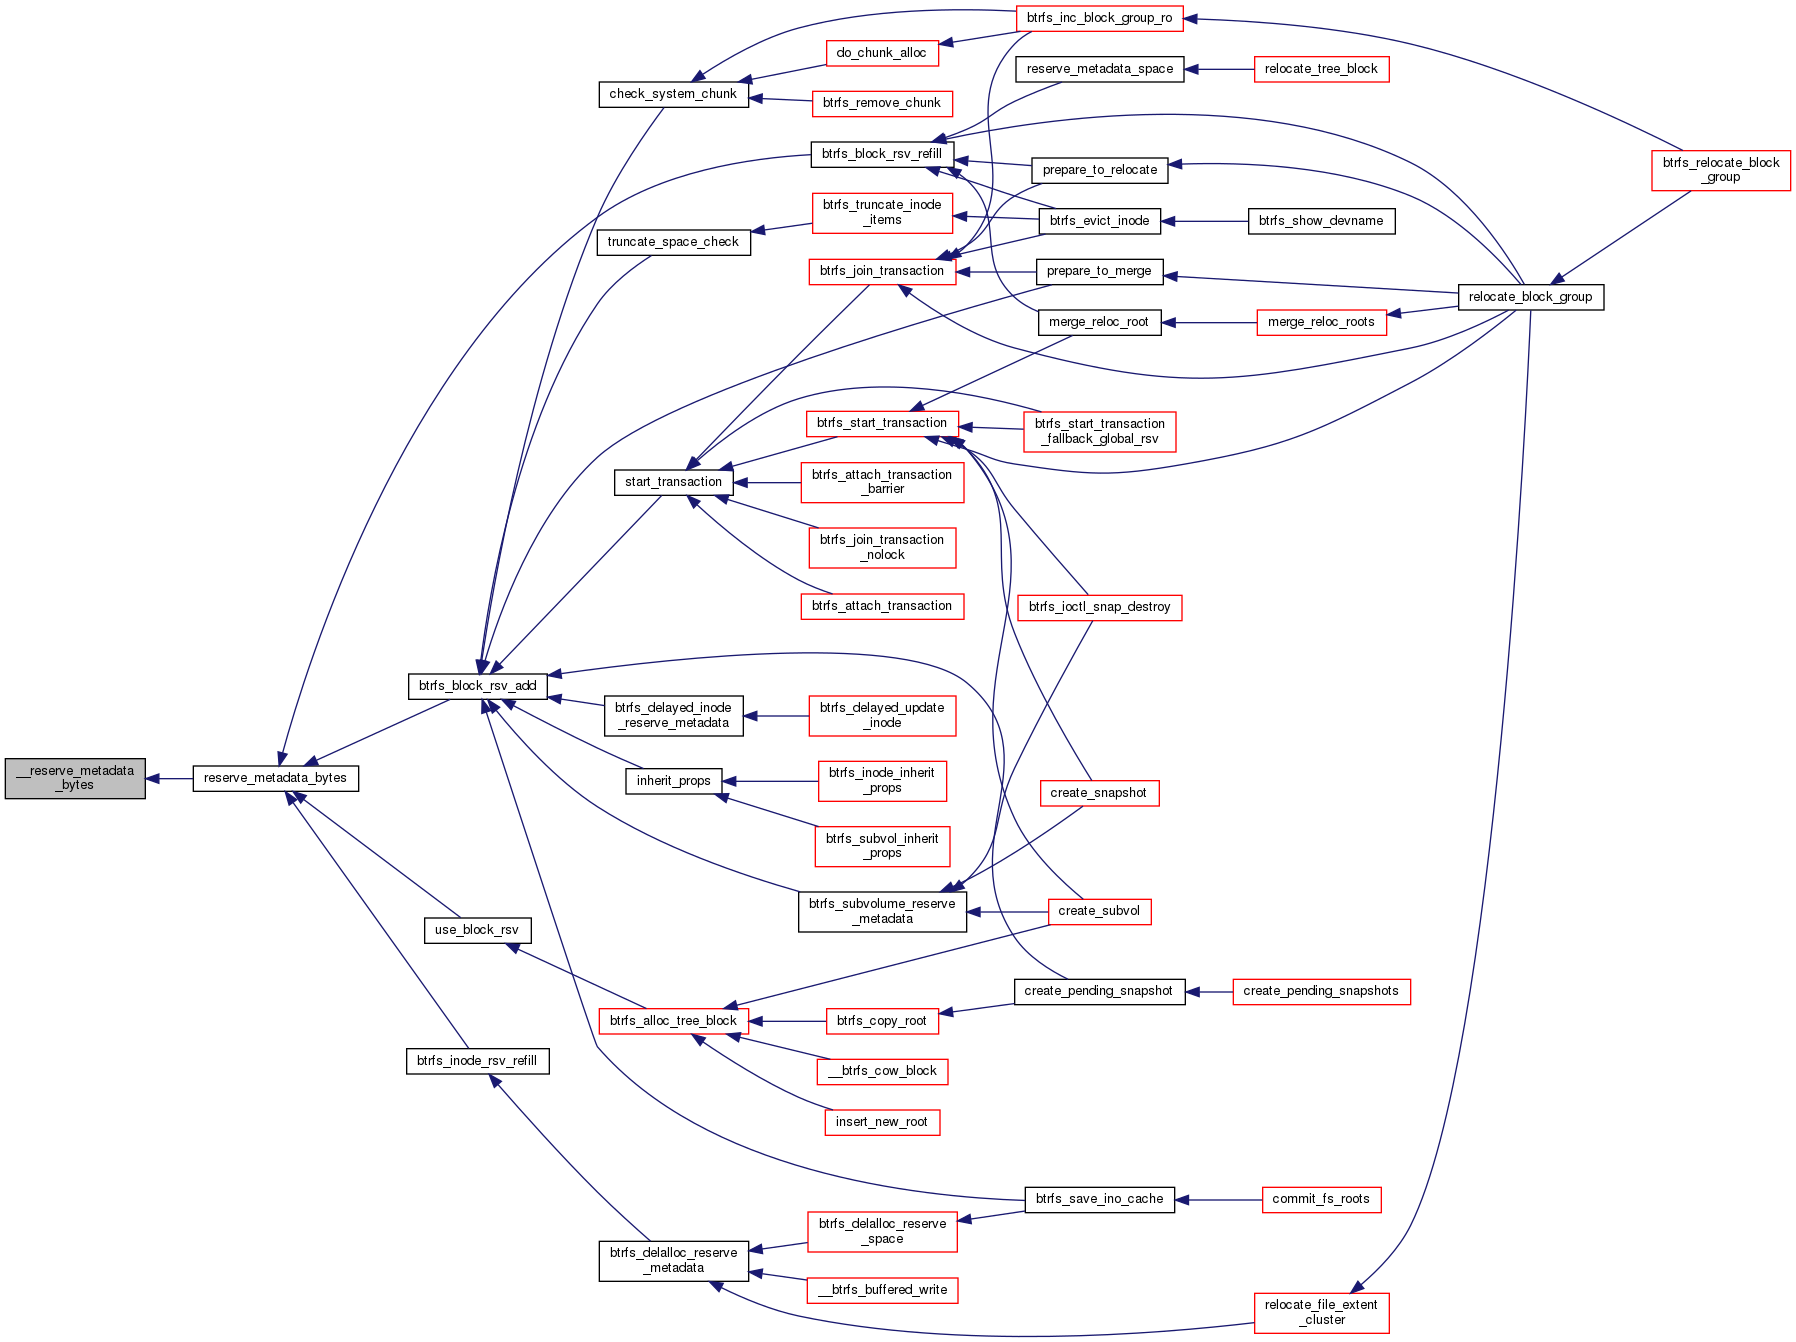 __reserve_metadata
_bytes
reserve_metadata_bytes
btrfs_block_rsv_add
use_block_rsv
btrfs_inode_rsv_refill
check_system_chunk
truncate_space_check
start_transaction
btrfs_delayed_inode
_reserve_metadata
inherit_props
btrfs_alloc_tree_block
btrfs_delalloc_reserve
_metadata
do_chunk_alloc
btrfs_remove_chunk
btrfs_block_rsv_refill
btrfs_truncate_inode
_items
btrfs_join_transaction
btrfs_start_transaction
btrfs_attach_transaction
_barrier
btrfs_join_transaction
_nolock
btrfs_attach_transaction
btrfs_delayed_update
_inode
btrfs_inode_inherit
_props
btrfs_subvol_inherit
_props
btrfs_subvolume_reserve
_metadata
btrfs_copy_root
__btrfs_cow_block
insert_new_root
btrfs_delalloc_reserve
_space
__btrfs_buffered_write
btrfs_inc_block_group_ro
reserve_metadata_space
prepare_to_relocate
btrfs_evict_inode
prepare_to_merge
merge_reloc_root
btrfs_start_transaction
_fallback_global_rsv
btrfs_ioctl_snap_destroy
create_snapshot
create_subvol
create_pending_snapshot
btrfs_save_ino_cache
relocate_tree_block
btrfs_show_devname
merge_reloc_roots
create_pending_snapshots
commit_fs_roots
relocate_file_extent
_cluster
relocate_block_group
btrfs_relocate_block
_group